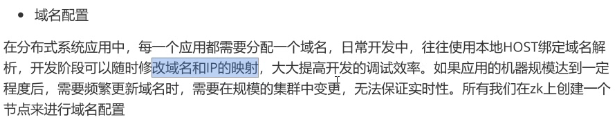 • 域名配置
在分布式系统应用中，每一个应用都需要分配一个域名，日常开发中，往往使用本地HOST绑定域名解
析，开发阶段可以随时修改域名和IP的映射，大大提高开发的调试效率。如果应用的机器规模达到一定
程度后，需要频繁更新域名时，需要在规模的集群中变更，无法保证实时性。所有我们在zk上创建一个
节点来进行域名配置